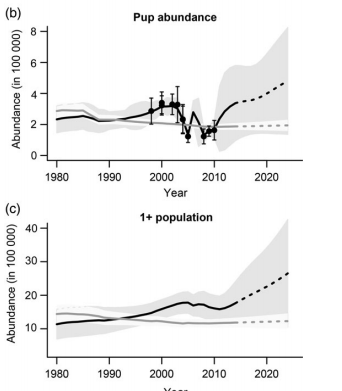 (b)
Pup abundance
Abundance (in 100 000)
8
6
4
2
0
1980 1990 2000 2010 2020
Year
(c)
1+ population
Abundance (in 100 000)
40
30
20
10
1980 1990 2000 2010 2020
Year